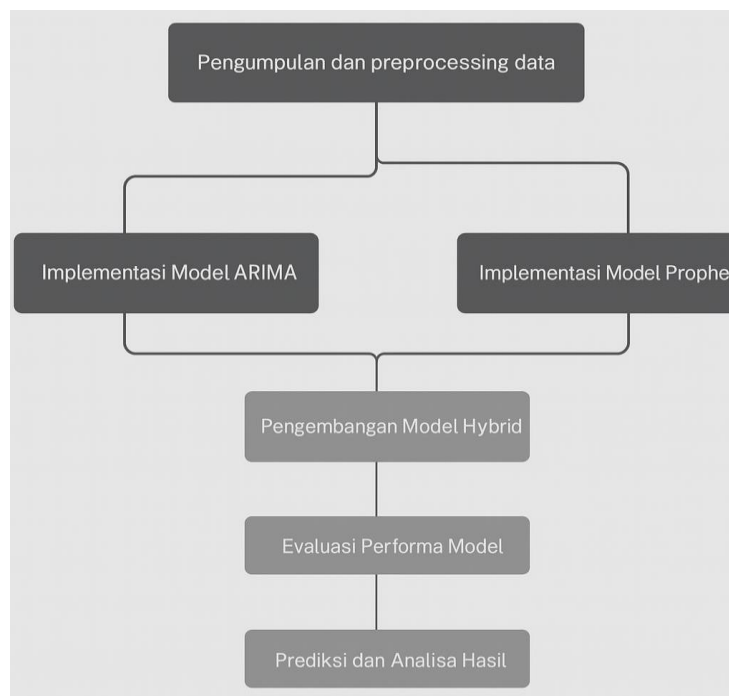 Pengumpulan dan preprocessing data
Implementasi Model ARIMA
Implementasi Model Prophe
Pengembangan Model Hybrid
Evaluasi Performa Model
Prediksi dan Analisa Hasil